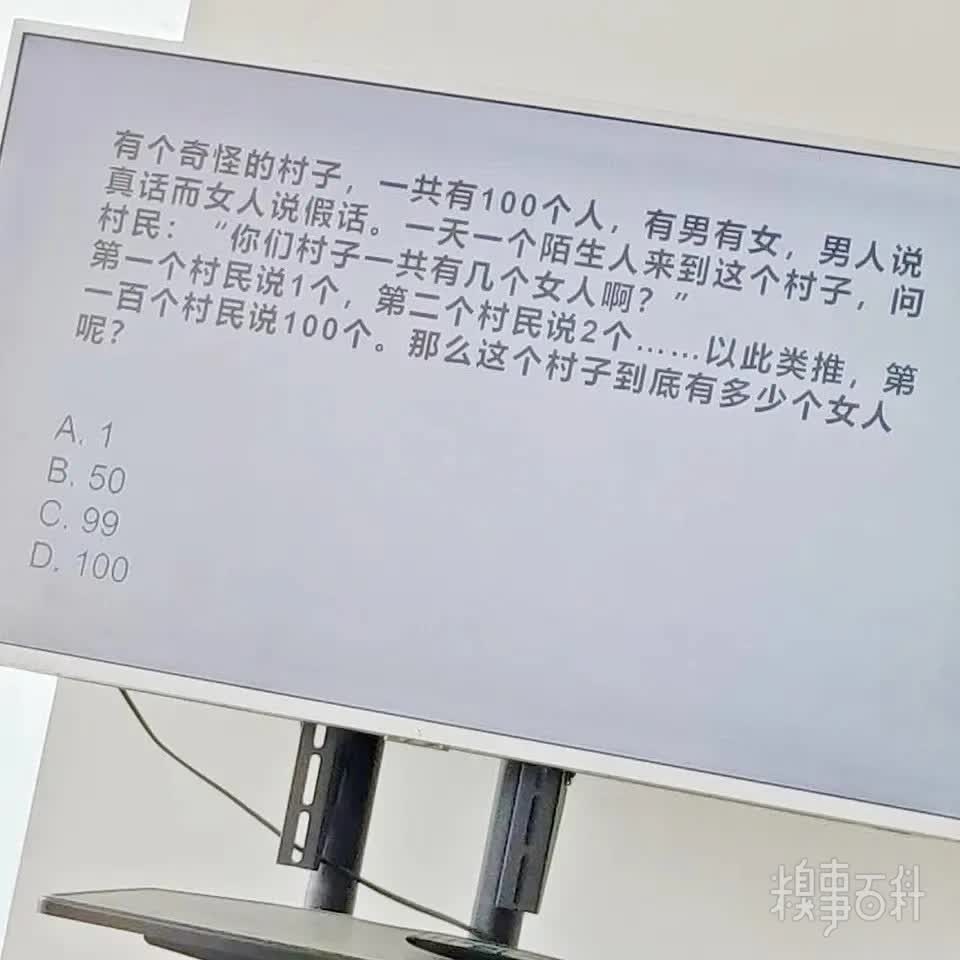 有个奇怪的村子，一共有100个人，有男有女，男人说
真话而女人说假话。一天一个陌生人来到这个村子，问
村民：“你们村子一共有几个女人啊？”
第一个村民说1个，第二个村民说2个……以此类推，第
一百个村民说100个。那么这个村子到底有多少个女人
呢？
A. 1
B. 50
C. 99
D. 100
糗事百科